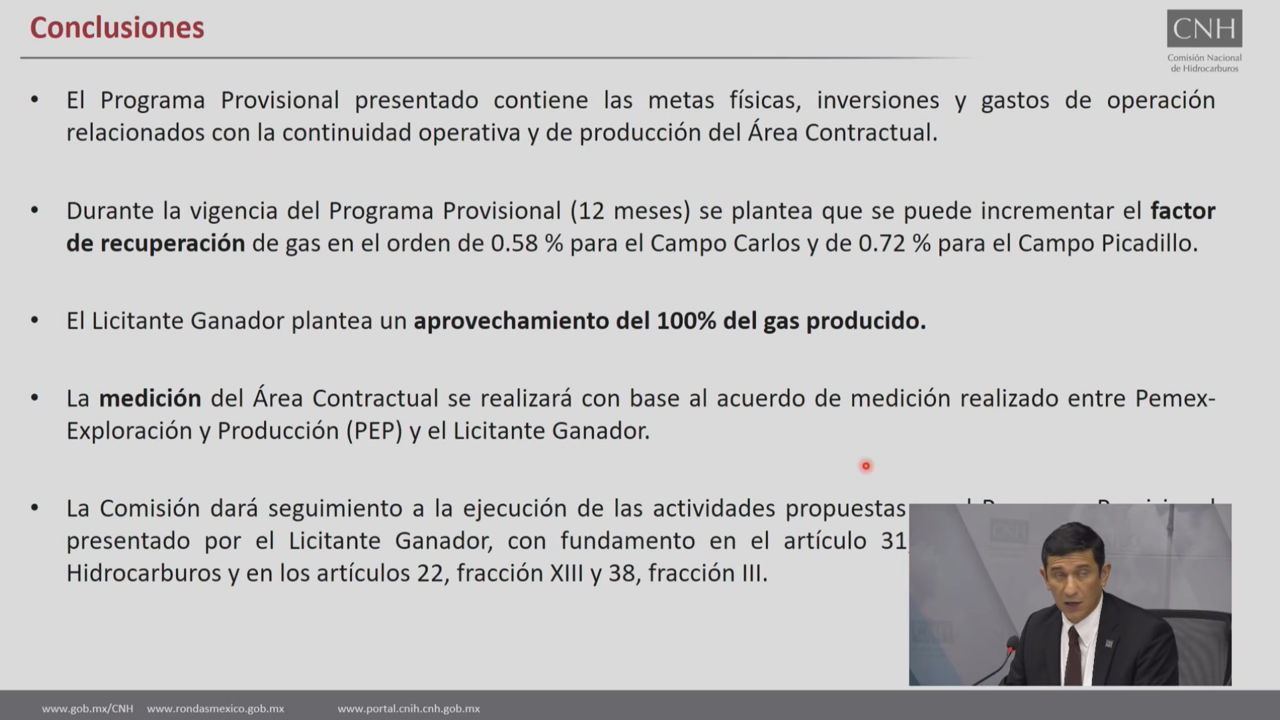 Conclusiones
CNH
Comisión Nacional
de Hidrocarburos
• El Programa Provisional presentado contiene las metas físicas, inversiones y gastos de operación
relacionados con la continuidad operativa y de producción del Área Contractual.
• Durante la vigencia del Programa Provisional (12 meses) se plantea que se puede incrementar el factor
de recuperación de gas en el orden de 0.58 % para el Campo Carlos y de 0.72 % para el Campo Picadillo.
• El Licitante Ganador plantea un aprovechamiento del 100% del gas producido.
• La medición del Área Contractual se realizará con base al acuerdo de medición realizado entre Pemex-
Exploración y Producción (PEP) y el Licitante Ganador.
• La Comisión dará seguimiento a la ejecución de las actividades propuestas
presentado por el Licitante Ganador, con fundamento en el artículo 31,
Hidrocarburos y en los artículos 22, fracción XIII y 38, fracción III.
CNH
www.gob.mx/CNH www.rondasmexico.gob.mx www.portal.cnih.cnh.gob.mx